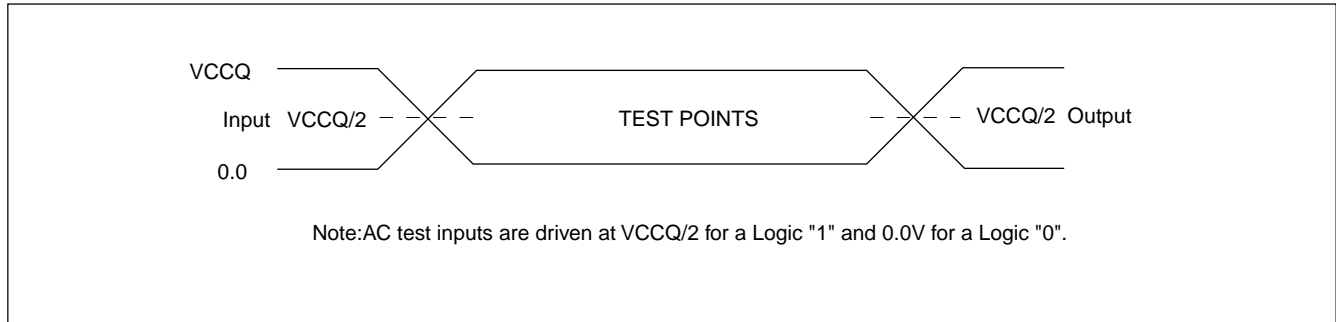 VCCQ
Input VCCQ/2 TEST POINTS VCCQ/2 Output
0.0
Note:AC test inputs are driven at VCCQ/2 for a Logic "1" and 0.0V for a Logic "0".